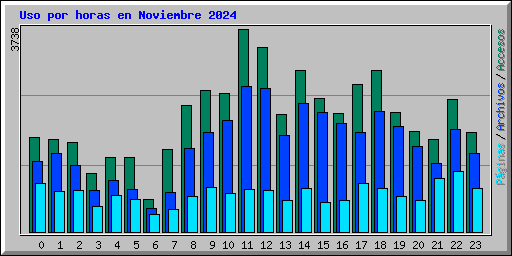 Uso por horas en Noviembre 2024
3738
Páginas / Archivos / Accesos
0 1 2 3 4 5 6 7 8 9 10 11 12 13 14 15 16 17 18 19 20 21 22 23